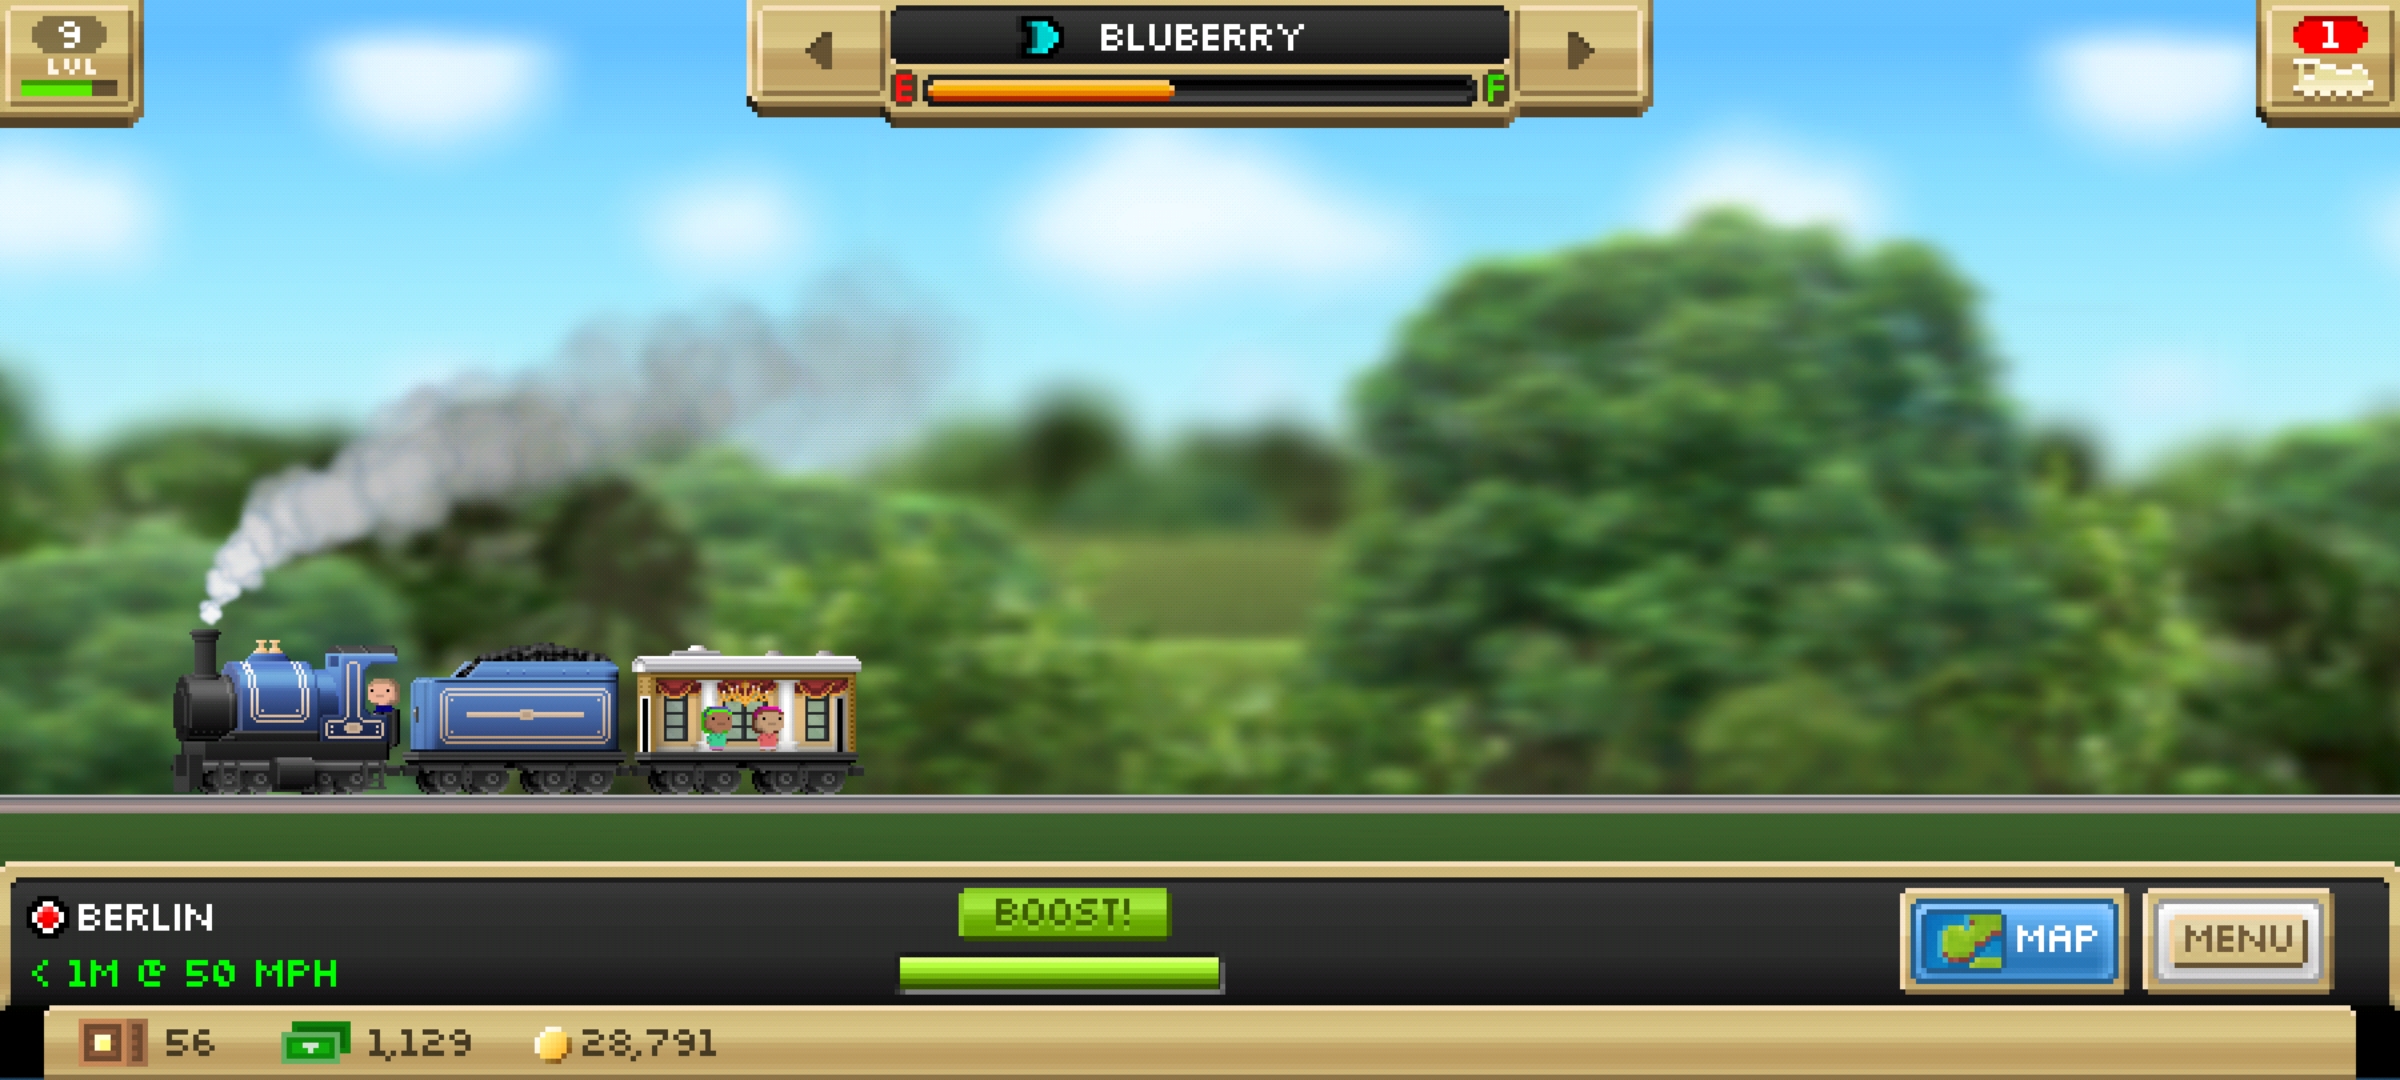 9
LVL
BLUBERRY
E F
1
BERLIN
< 1M @ 50 MPH
BOOST!
MAP
MENU
56 1,129 28,791